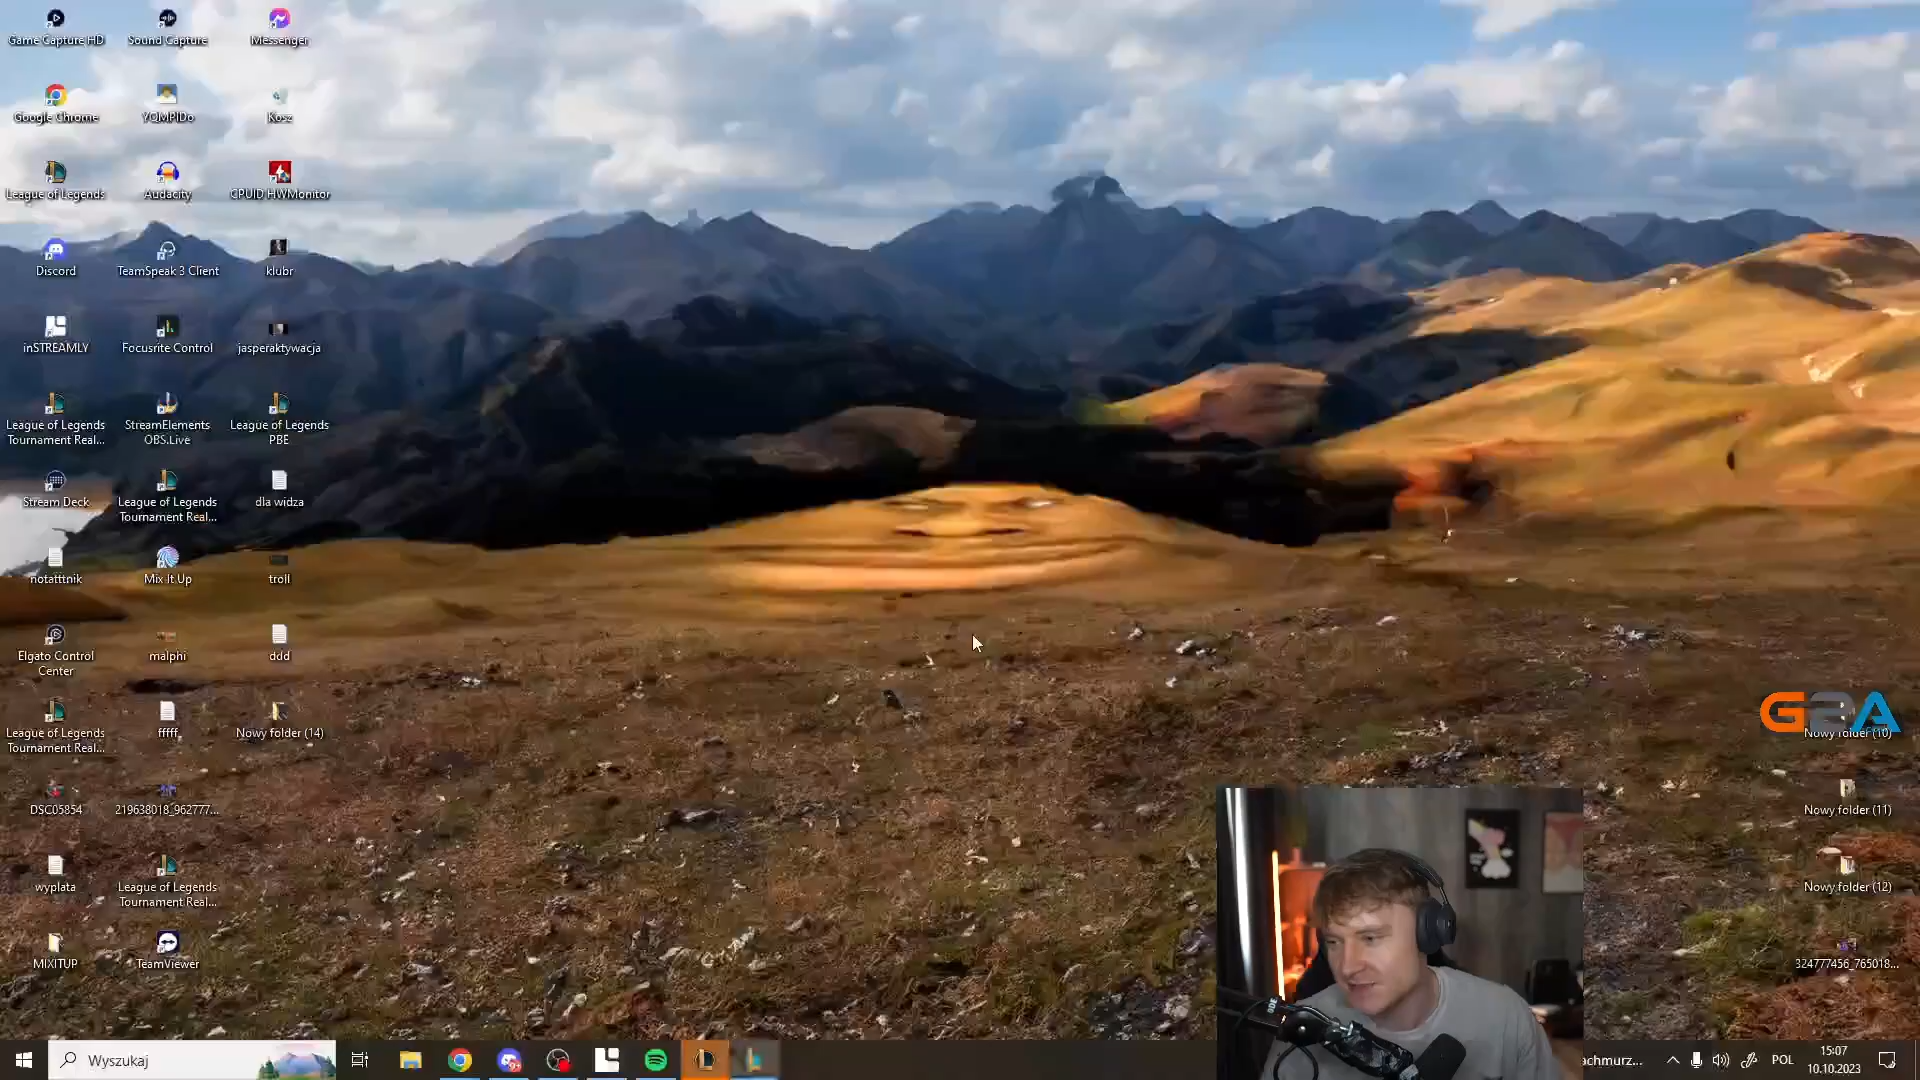 Game Capture HD
Sound Capture
Messenger
Google Chrome
YOMPIDo
Kosz
League of Legends
Audacity
CPUID HWMonitor
Discord
TeamSpeak 3 Client
klubr
inSTREAMLY
Focusrite Control
jasperaktywacja
League of Legends
Tournament Real...
StreamElements
OBS.Live
League of Legends
PBE
Stream Deck
League of Legends
Tournament Real...
dla widza
notatttnik
Mix It Up
troll
Elgato Control
Center
malphi
ddd
League of Legends
Tournament Real...
fffff
Nowy folder (14)
G2A
Nowy folder (10)
DSC05854
219638018_962777...
Nowy folder (11)
wyplata
League of Legends
Tournament Real...
Nowy folder (12)
MIXITUP
TeamViewer
324777456_765018...
RODE
Wyszukaj
achmurz...
POL
15:07
10.10.2023